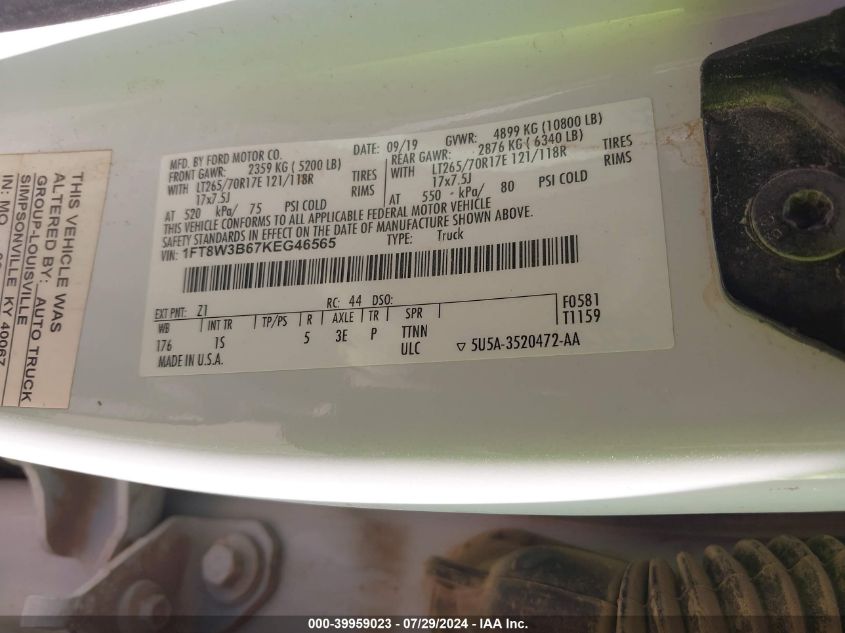 MFD. BY FORD MOTOR CO.
DATE: 09/19 GVWR: 4899 KG (10800 LB)
FRONT GAWR: 2359 KG (5200 LB) REAR GAWR: 2876 KG (6340 LB)
WITH LT265/70R17E 121/118R TIRES WITH LT265/70R17E 121/118R TIRES
17x7.5J RIMS 17x7.5J RIMS
AT 520 kPa/ 75 PSI COLD AT 550 kPa/ 80 PSI COLD
THIS VEHICLE CONFORMS TO ALL APPLICABLE FEDERAL MOTOR VEHICLE
SAFETY STANDARDS IN EFFECT ON THE DATE OF MANUFACTURE SHOWN ABOVE.
VIN: 1FT8W3B67KEG46565 TYPE: Truck
EXT PNT: Z1 RC: 44 DSO: F0581
WB INT TR TP/PS R AXLE TR SPR T1159
176 1S 5 3E P TTNN
MADE IN U.S.A. ULC ▽ 5U5A-3520472-AA
THIS VEHICLE WAS
ALTERED BY: AUTO TRUCK
GROUP-LOUISVILLE
SIMPSONVILLE KY 40067
IN: MO.
000-39959023 / 07/29/2024 - IAA Inc.